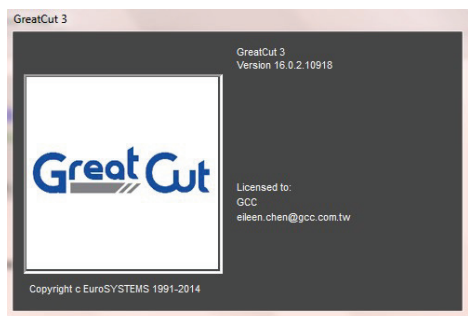 GreatCut 3
GreatCut 3
Version 16.0.2.10918
Great Cut
Licensed to:
GCC
eileen.chen@gcc.com.tw
Copyright c EuroSYSTEMS 1991-2014